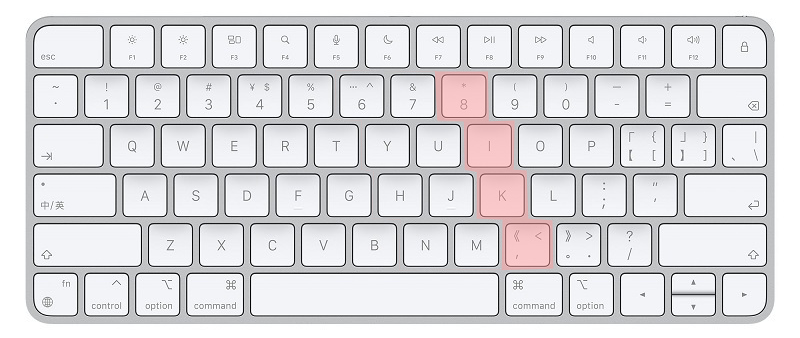 esc F1 F2 F3 F4 F5 F6 F7 F8 F9 F10 F11 F12
~ · ! 1 @ 2 # 3 ¥ $ 4 % 5 … ^ 6 & 7 * 8 ( 9 ) 0 — - + =
Q W E R T Y U I O P 「 { 【 [ 」 } 】 ] | 、 \
中/英 A S D F G H J K L : ; " '
Z X C V B N M 《 < , 》 > 。 . ? /
fn control option ⌘ command ⌘ command option